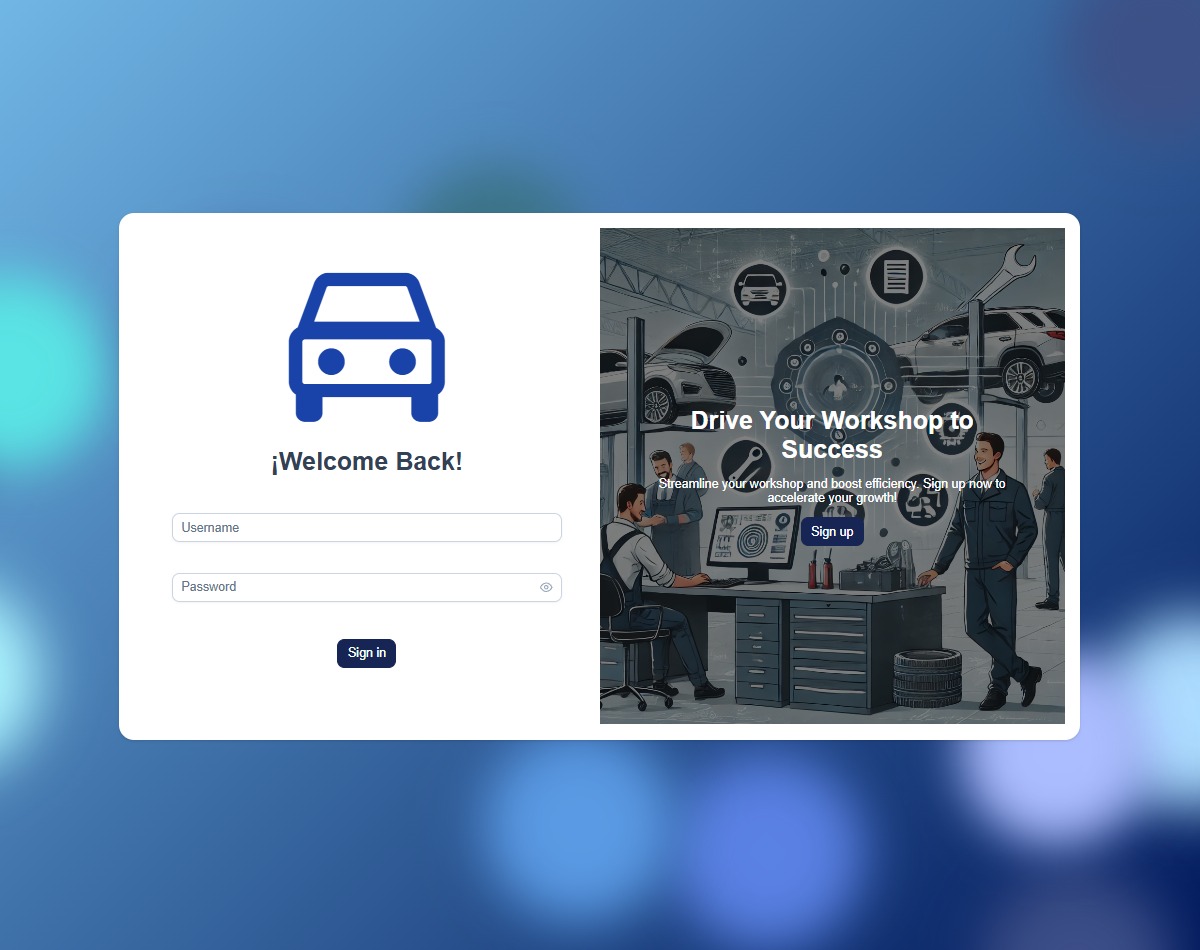 ¡Welcome Back!
Username
Password
Sign in
Drive Your Workshop to
Success
Streamline your workshop and boost efficiency. Sign up now to
accelerate your growth!
Sign up